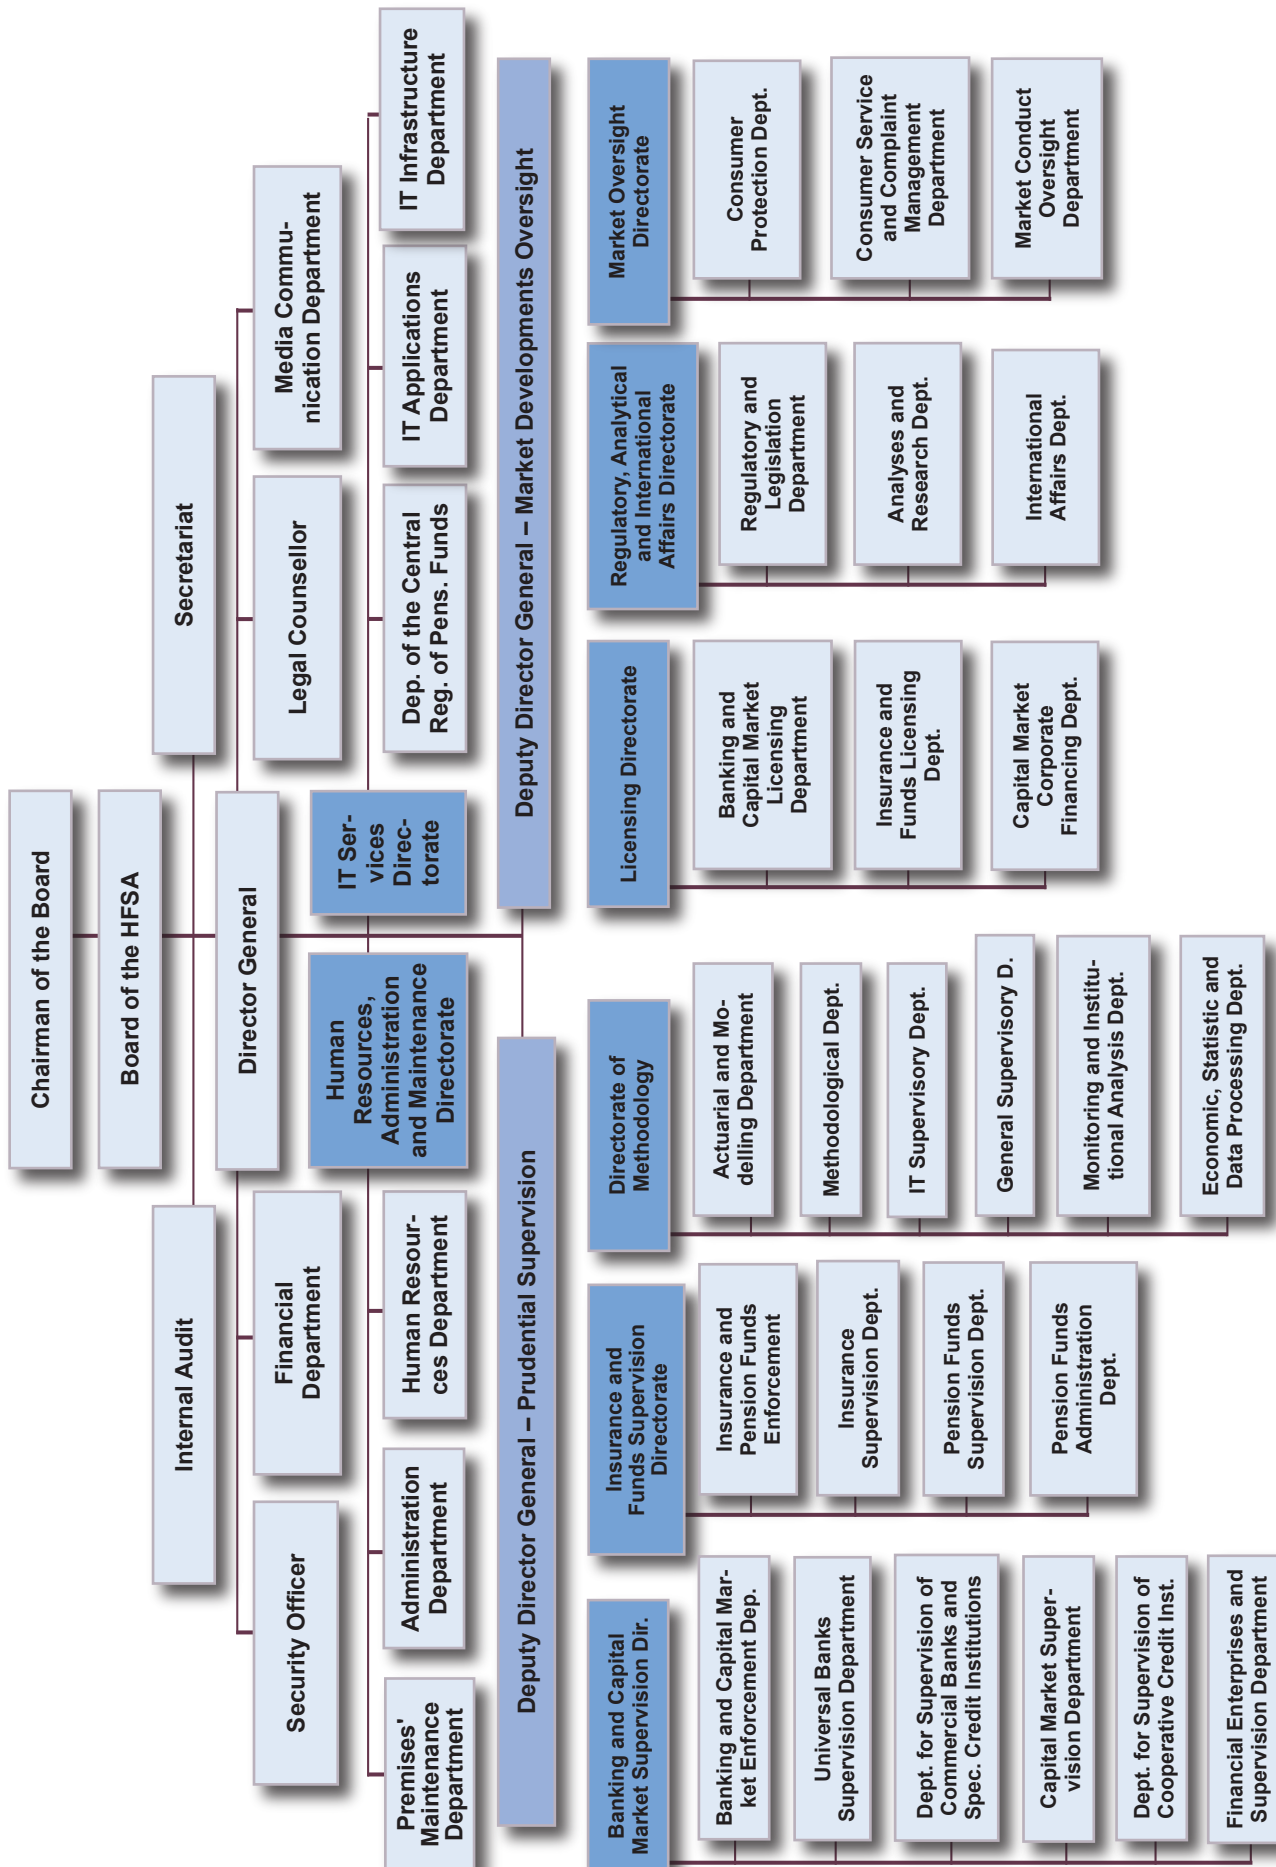 Chairman of the Board
Board of the HFSA
Internal Audit
Secretariat
Director General
Security Officer
Financial
Department
Legal Counsellor
Media Commu-
nication Department
Human
Resources,
Administration
and Maintenance
Directorate
IT Ser-
vices
Direc-
torate
Premises'
Maintenance
Department
Administration
Department
Human Resour-
ces Department
Dep. of the Central
Reg. of Pens. Funds
IT Applications
Department
IT Infrastructure
Department
Deputy Director General – Prudential Supervision
Deputy Director General – Market Developments Oversight
Banking and Capital
Market Supervision Dir.
Banking and Capital Mar-
ket Enforcement Dep.
Universal Banks
Supervision Department
Dept. for Supervision of
Commercial Banks and
Spec. Credit Institutions
Capital Market Super-
vision Department
Dept. for Supervision of
Cooperative Credit Inst.
Financial Enterprises and
Supervision Department
Insurance and
Funds Supervision
Directorate
Insurance and
Pension Funds
Enforcement
Insurance
Supervision Dept.
Pension Funds
Supervision Dept.
Pension Funds
Administration
Dept.
Directorate of
Methodology
Actuarial and Mo-
delling Department
Methodological Dept.
IT Supervisory Dept.
General Supervisory D.
Monitoring and Institu-
tional Analysis Dept.
Economic, Statistic and
Data Processing Dept.
Licensing Directorate
Banking and
Capital Market
Licensing
Department
Insurance and
Funds Licensing
Dept.
Capital Market
Corporate
Financing Dept.
Regulatory, Analytical
and International
Affairs Directorate
Regulatory and
Legislation
Department
Analyses and
Research Dept.
International
Affairs Dept.
Market Oversight
Directorate
Consumer
Protection Dept.
Consumer Service
and Complaint
Management
Department
Market Conduct
Oversight
Department